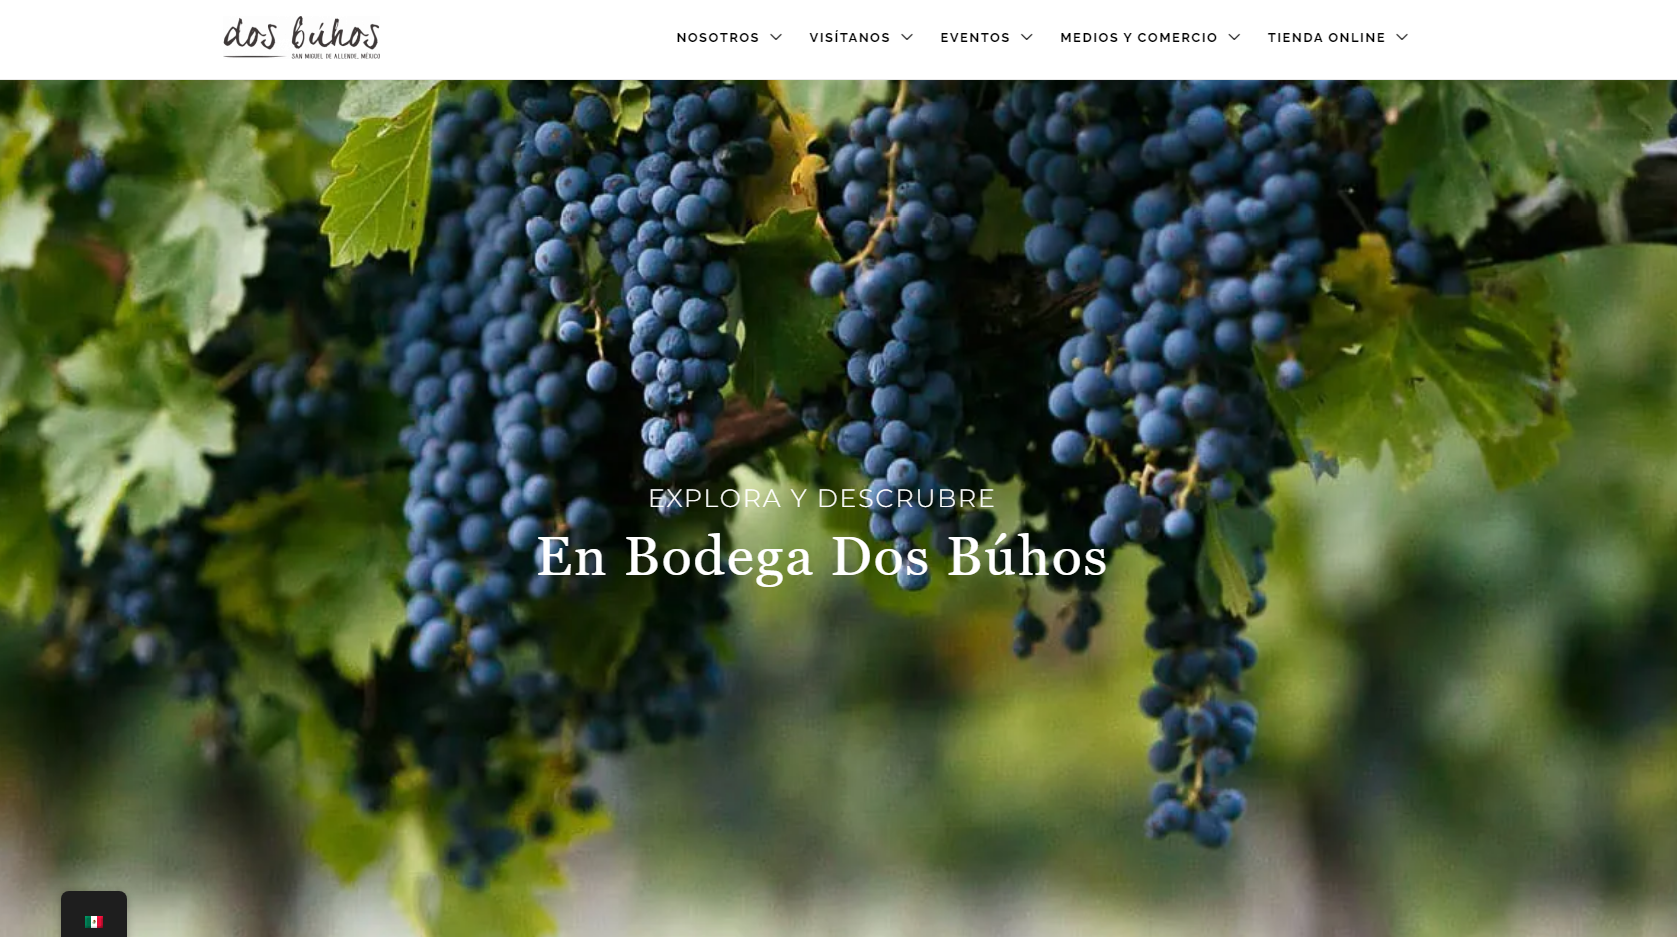 dos búhos
SAN MIGUEL DE ALLENDE, MÉXICO
NOSOTROS
VISÍTANOS
EVENTOS
MEDIOS Y COMERCIO
TIENDA ONLINE
EXPLORA Y DESCRUBRE
En Bodega Dos Búhos